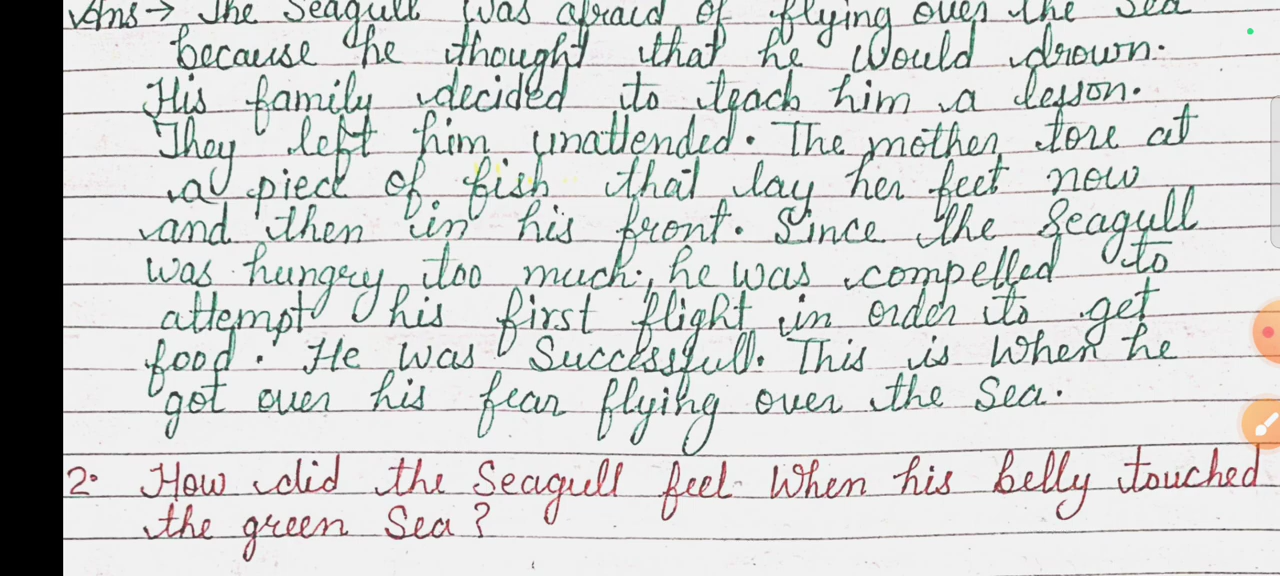 Ans → The Seagull was afraid of flying over the Sea
because he thought that he would drown.
His family decided to teach him a lesson.
They left him unattended. The mother tore at
a piece of fish that lay her feet now
and then in his front. Since the Seagull
was hungry too much, he was compelled to
attempt his first flight in order to get
food. He was Successfull. This is When he
got over his fear flying over the Sea.
2. How did the Seagull feel When his belly touched
the green Sea?